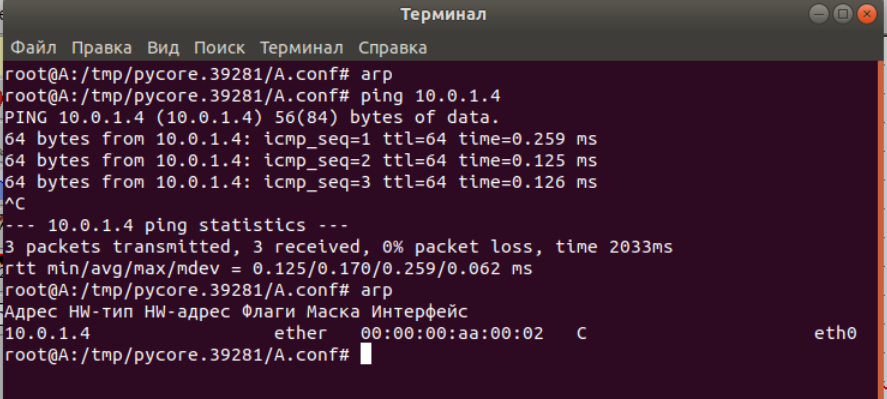 Терминал
Файл Правка Вид Поиск Терминал Справка
root@A:/tmp/pycore.39281/A.conf# arp
root@A:/tmp/pycore.39281/A.conf# ping 10.0.1.4
PING 10.0.1.4 (10.0.1.4) 56(84) bytes of data.
64 bytes from 10.0.1.4: icmp_seq=1 ttl=64 time=0.259 ms
64 bytes from 10.0.1.4: icmp_seq=2 ttl=64 time=0.125 ms
64 bytes from 10.0.1.4: icmp_seq=3 ttl=64 time=0.126 ms
^C
--- 10.0.1.4 ping statistics ---
3 packets transmitted, 3 received, 0% packet loss, time 2033ms
rtt min/avg/max/mdev = 0.125/0.170/0.259/0.062 ms
root@A:/tmp/pycore.39281/A.conf# arp
Адрес HW-тип HW-адрес Флаги Маска Интерфейс
10.0.1.4 ether 00:00:00:aa:00:02 C eth0
root@A:/tmp/pycore.39281/A.conf#